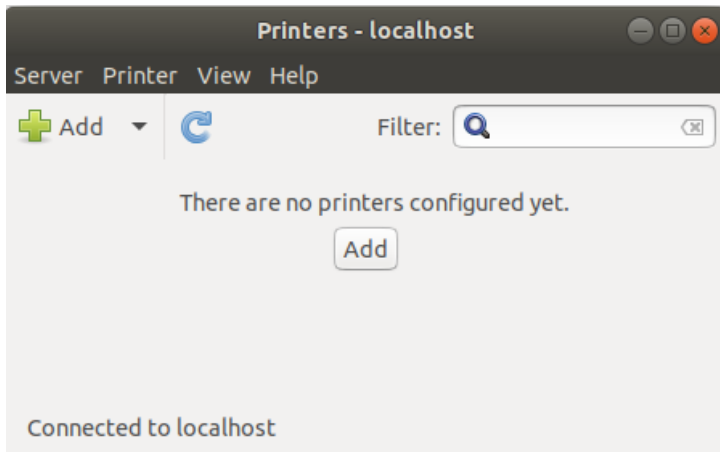 Printers - localhost
Server Printer View Help
Add Filter:
There are no printers configured yet.
Add
Connected to localhost